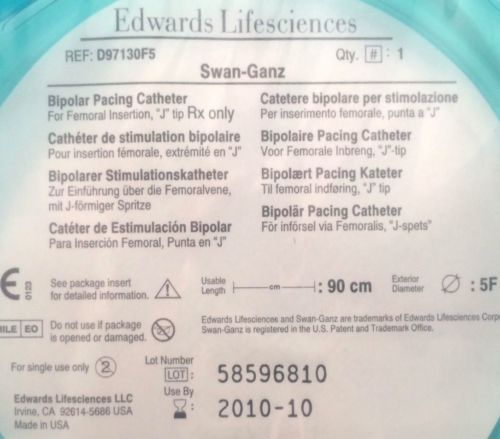 Edwards Lifesciences
REF: D97130F5
Qty. # : 1
Swan-Ganz
Bipolar Pacing Catheter
For Femoral Insertion, "J" tip Rx only
Cathéter de stimulation bipolaire
Pour insertion fémorale, extrémité en "J"
Bipolarer Stimulationskatheter
Zur Einführung über die Femoralvene,
mit J-förmiger Spritze
Catéter de Estimulación Bipolar
Para Inserción Femoral, Punta en "J"
Catetere bipolare per stimolazione
Per inserimento femorale, punta a "J"
Bipolaire Pacing Catheter
Voor Femorale Inbreng, "J"-tip
Bipolært Pacing Kateter
Til femoral indføring, "J" tip
Bipolär Pacing Catheter
För införsel via Femoralis, "J-spets"
CE 0123
See package insert
for detailed information.
Usable
Length
cm : 90 cm
Exterior
Diameter
: 5F
EO
Do not use if package
is opened or damaged.
Edwards Lifesciences and Swan-Ganz are trademarks of Edwards Lifesciences
Swan-Ganz is registered in the U.S. Patent and Trademark Office.
For single use only 2
Lot Number
LOT : 58596810
Use By
: 2010-10
Edwards Lifesciences LLC
Irvine, CA 92614-5686 USA
Made in USA